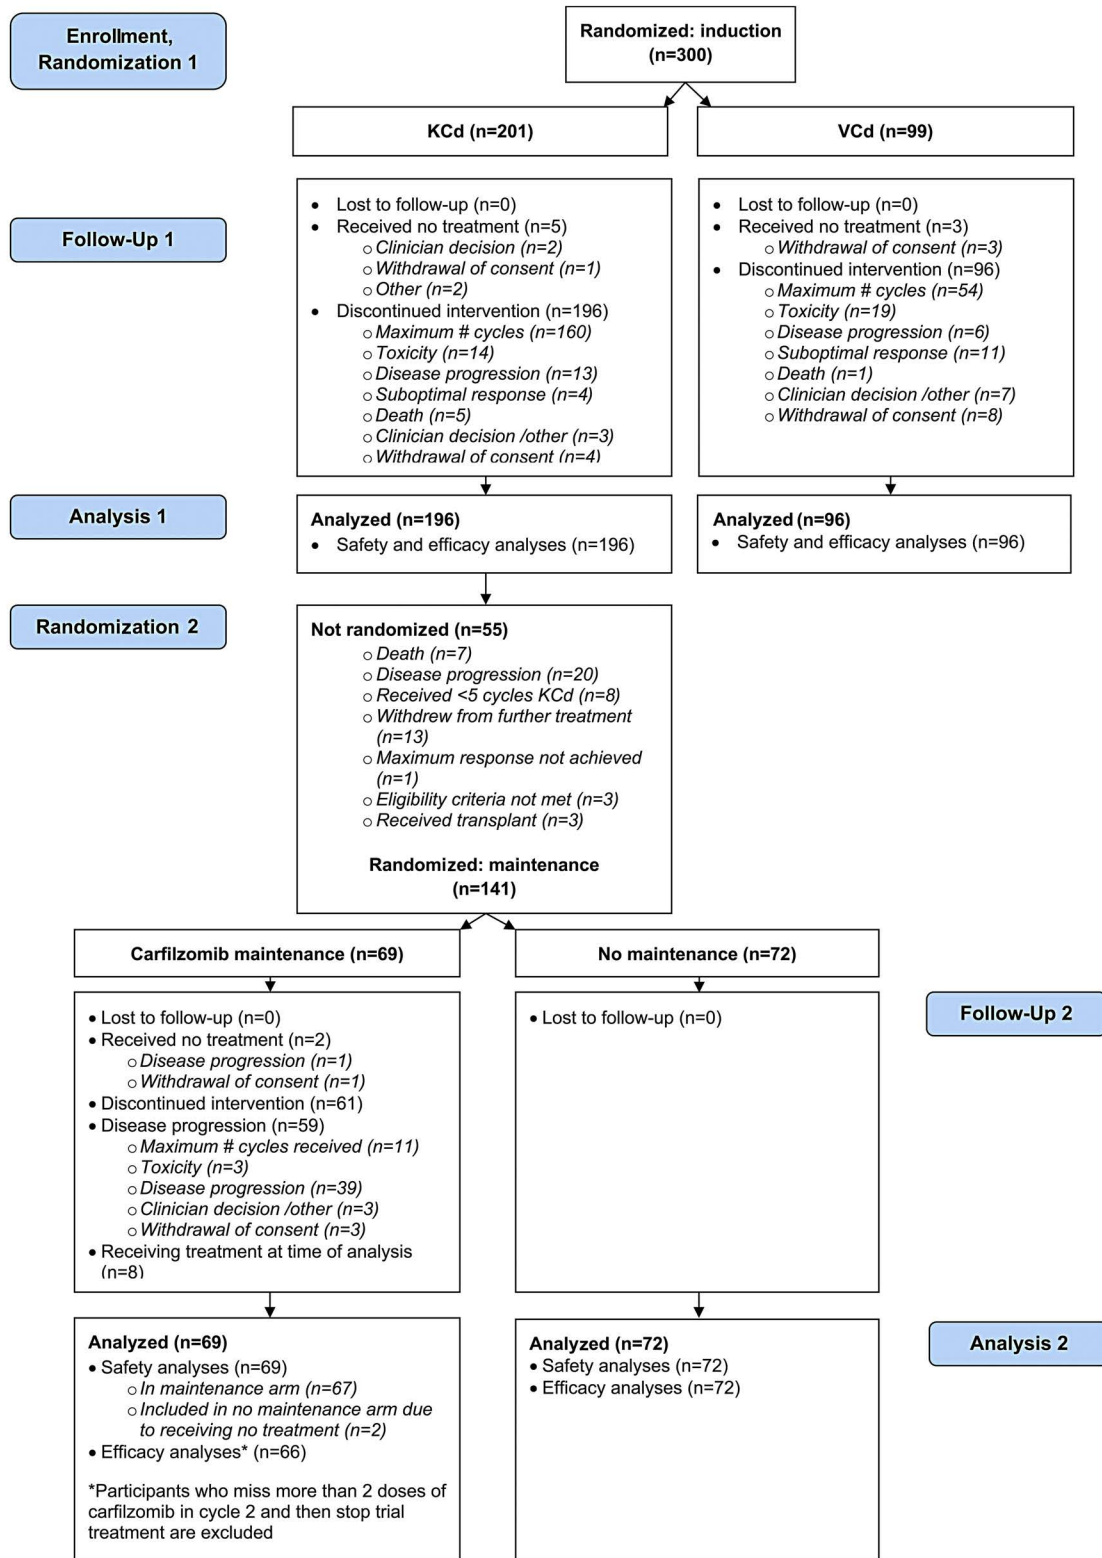 Enrollment,
Randomization 1
Randomized: induction
(n=300)
KCd (n=201)
VCd (n=99)
Follow-Up 1
• Lost to follow-up (n=0)
• Received no treatment (n=5)
o Clinician decision (n=2)
o Withdrawal of consent (n=1)
o Other (n=2)
• Discontinued intervention (n=196)
o Maximum # cycles (n=160)
o Toxicity (n=14)
o Disease progression (n=13)
o Suboptimal response (n=4)
o Death (n=5)
o Clinician decision /other (n=3)
o Withdrawal of consent (n=4)
• Lost to follow-up (n=0)
• Received no treatment (n=3)
o Withdrawal of consent (n=3)
• Discontinued intervention (n=96)
o Maximum # cycles (n=54)
o Toxicity (n=19)
o Disease progression (n=6)
o Suboptimal response (n=11)
o Death (n=1)
o Clinician decision /other (n=7)
o Withdrawal of consent (n=8)
Analysis 1
Analyzed (n=196)
• Safety and efficacy analyses (n=196)
Analyzed (n=96)
• Safety and efficacy analyses (n=96)
Randomization 2
Not randomized (n=55)
o Death (n=7)
o Disease progression (n=20)
o Received <5 cycles KCd (n=8)
o Withdrew from further treatment
(n=13)
o Maximum response not achieved
(n=1)
o Eligibility criteria not met (n=3)
o Received transplant (n=3)
Randomized: maintenance
(n=141)
Carfilzomib maintenance (n=69)
No maintenance (n=72)
Follow-Up 2
• Lost to follow-up (n=0)
• Received no treatment (n=2)
o Disease progression (n=1)
o Withdrawal of consent (n=1)
• Discontinued intervention (n=61)
• Disease progression (n=59)
o Maximum # cycles received (n=11)
o Toxicity (n=3)
o Disease progression (n=39)
o Clinician decision /other (n=3)
o Withdrawal of consent (n=3)
• Receiving treatment at time of analysis
(n=8)
• Lost to follow-up (n=0)
Analysis 2
Analyzed (n=69)
• Safety analyses (n=69)
o In maintenance arm (n=67)
o Included in no maintenance arm due
to receiving no treatment (n=2)
• Efficacy analyses* (n=66)
*Participants who miss more than 2 doses of
carfilzomib in cycle 2 and then stop trial
treatment are excluded
Analyzed (n=72)
• Safety analyses (n=72)
• Efficacy analyses (n=72)